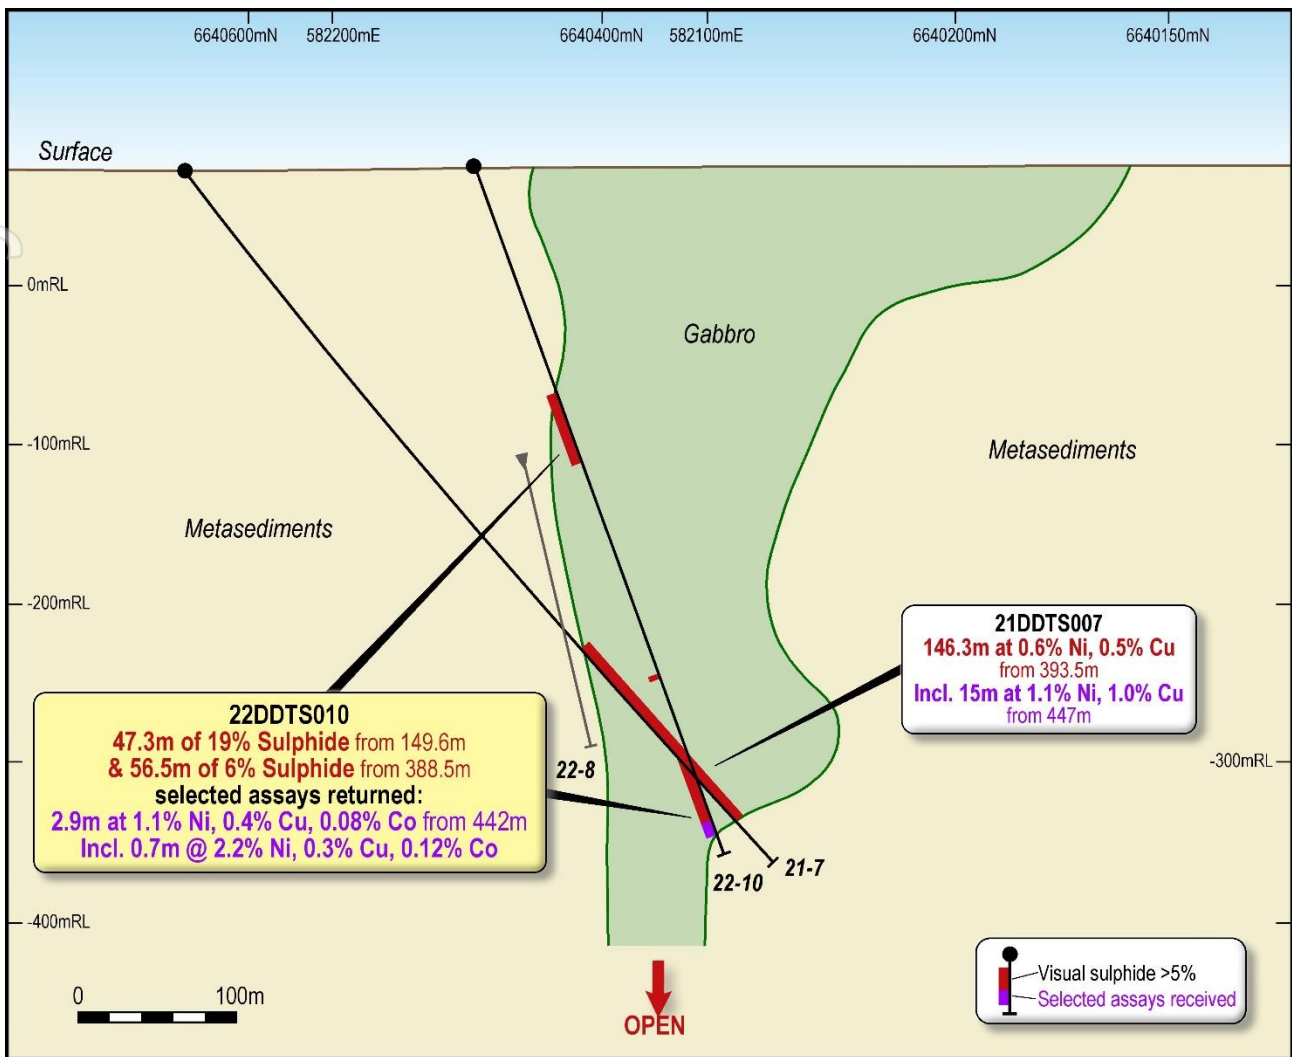 6640600mN 582200mE 6640400mN 582100mE 6640200mN 6640150mN
Surface
0mRL
Gabbro
-100mRL
Metasediments
Metasediments
-200mRL
21DDTS007
146.3m at 0.6% Ni, 0.5% Cu
from 393.5m
Incl. 15m at 1.1% Ni, 1.0% Cu
from 447m
22DDTS010
47.3m of 19% Sulphide from 149.6m
& 56.5m of 6% Sulphide from 388.5m
selected assays returned:
2.9m at 1.1% Ni, 0.4% Cu, 0.08% Co from 442m
Incl. 0.7m @ 2.2% Ni, 0.3% Cu, 0.12% Co
22-8
-300mRL
22-10
21-7
-400mRL
Visual sulphide >5%
Selected assays received
0 100m
OPEN